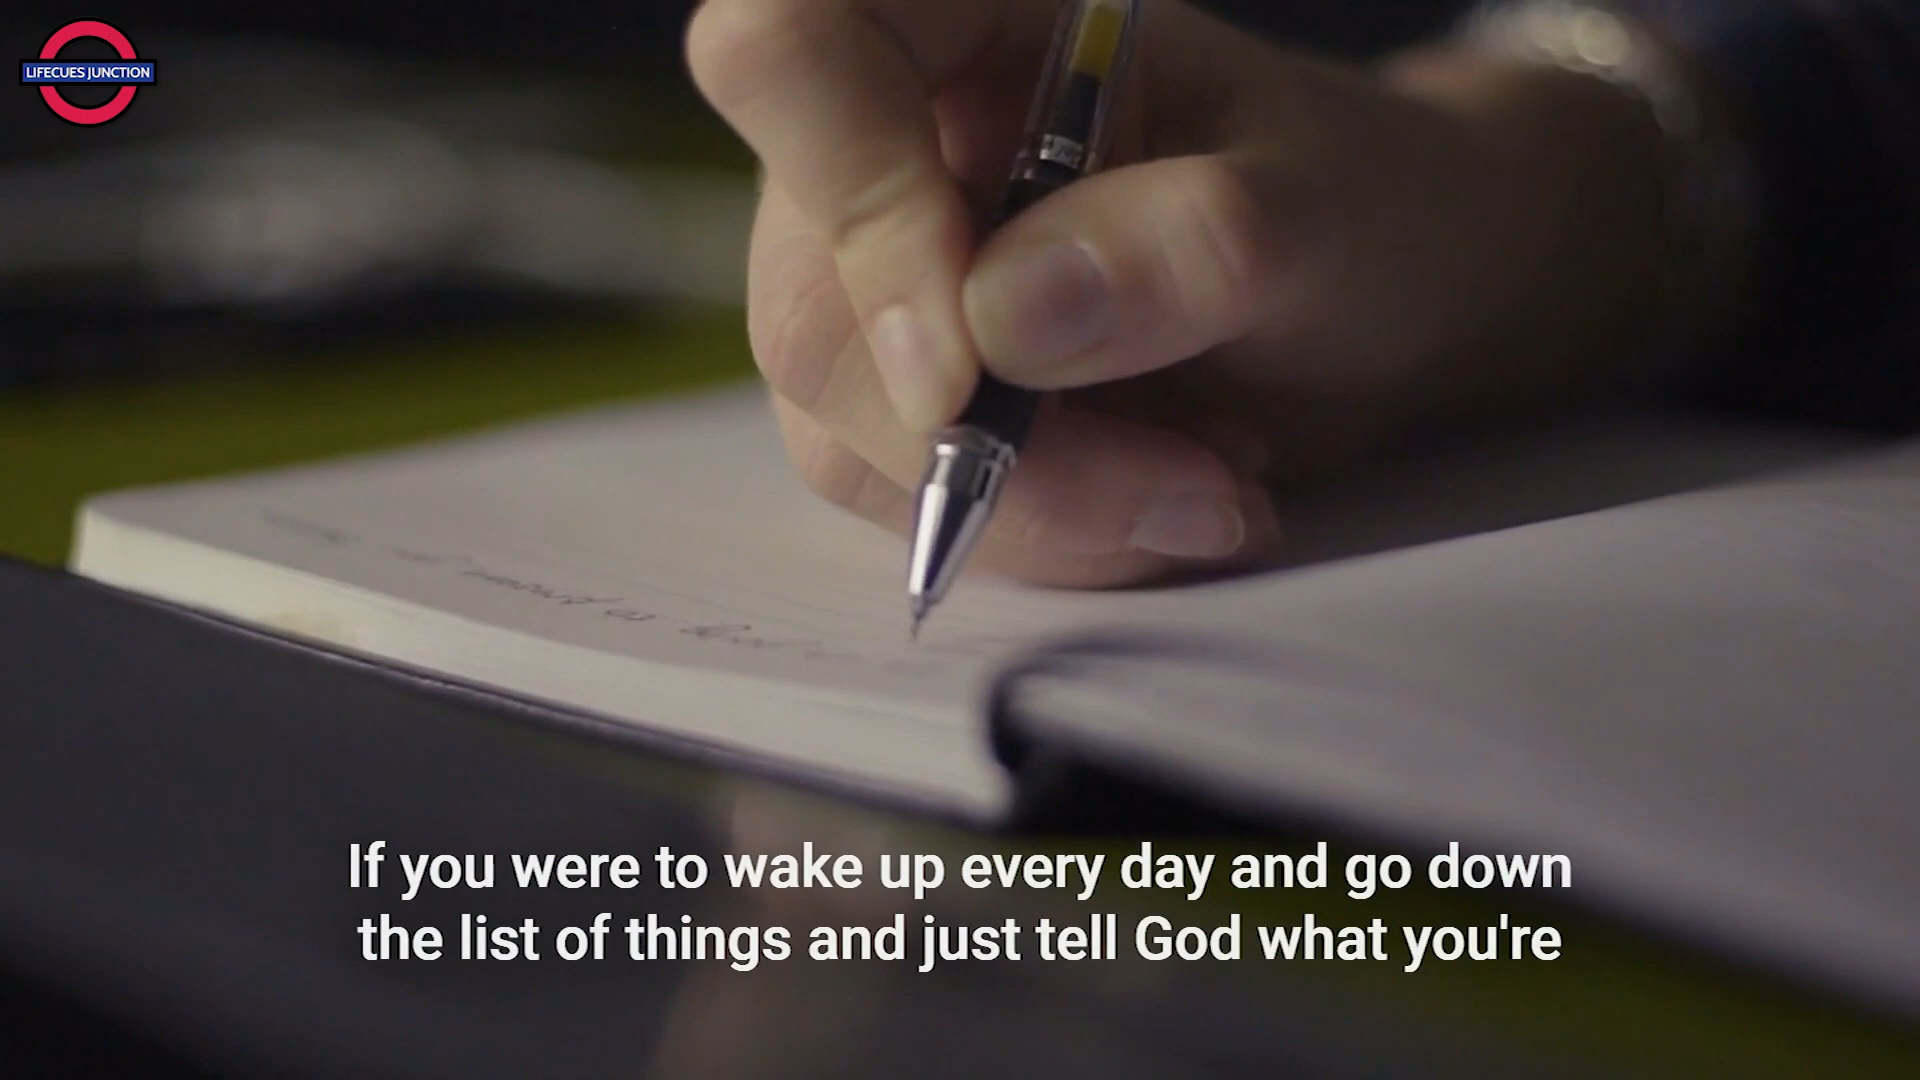 LIFECUES JUNCTION
If you were to wake up every day and go down
the list of things and just tell God what you're